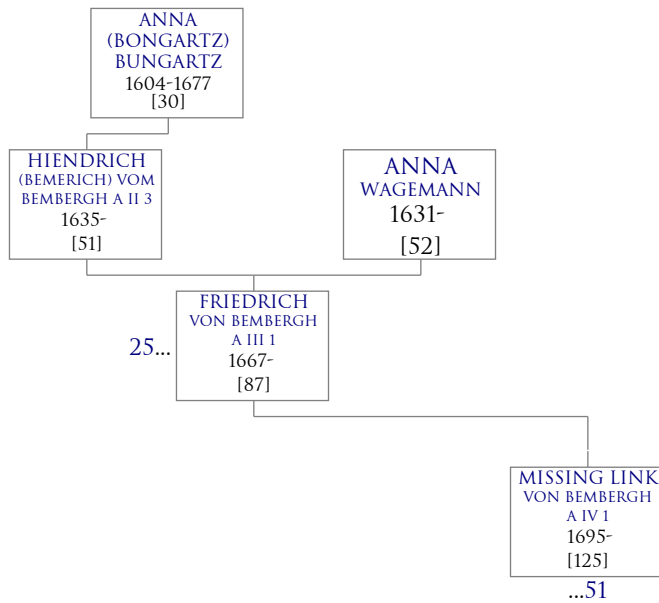 ANNA
(BONGARTZ)
BUNGARTZ
1604-1677
[30]
HIENDRICH
(BEMERICH) VOM
BEMBERGH A II 3
1635-
[51]
ANNA
WAGEMANN
1631-
[52]
25...
FRIEDRICH
VON BEMBERGH
A III 1
1667-
[87]
MISSING LINK
VON BEMBERGH
A IV 1
1695-
[125]
...51